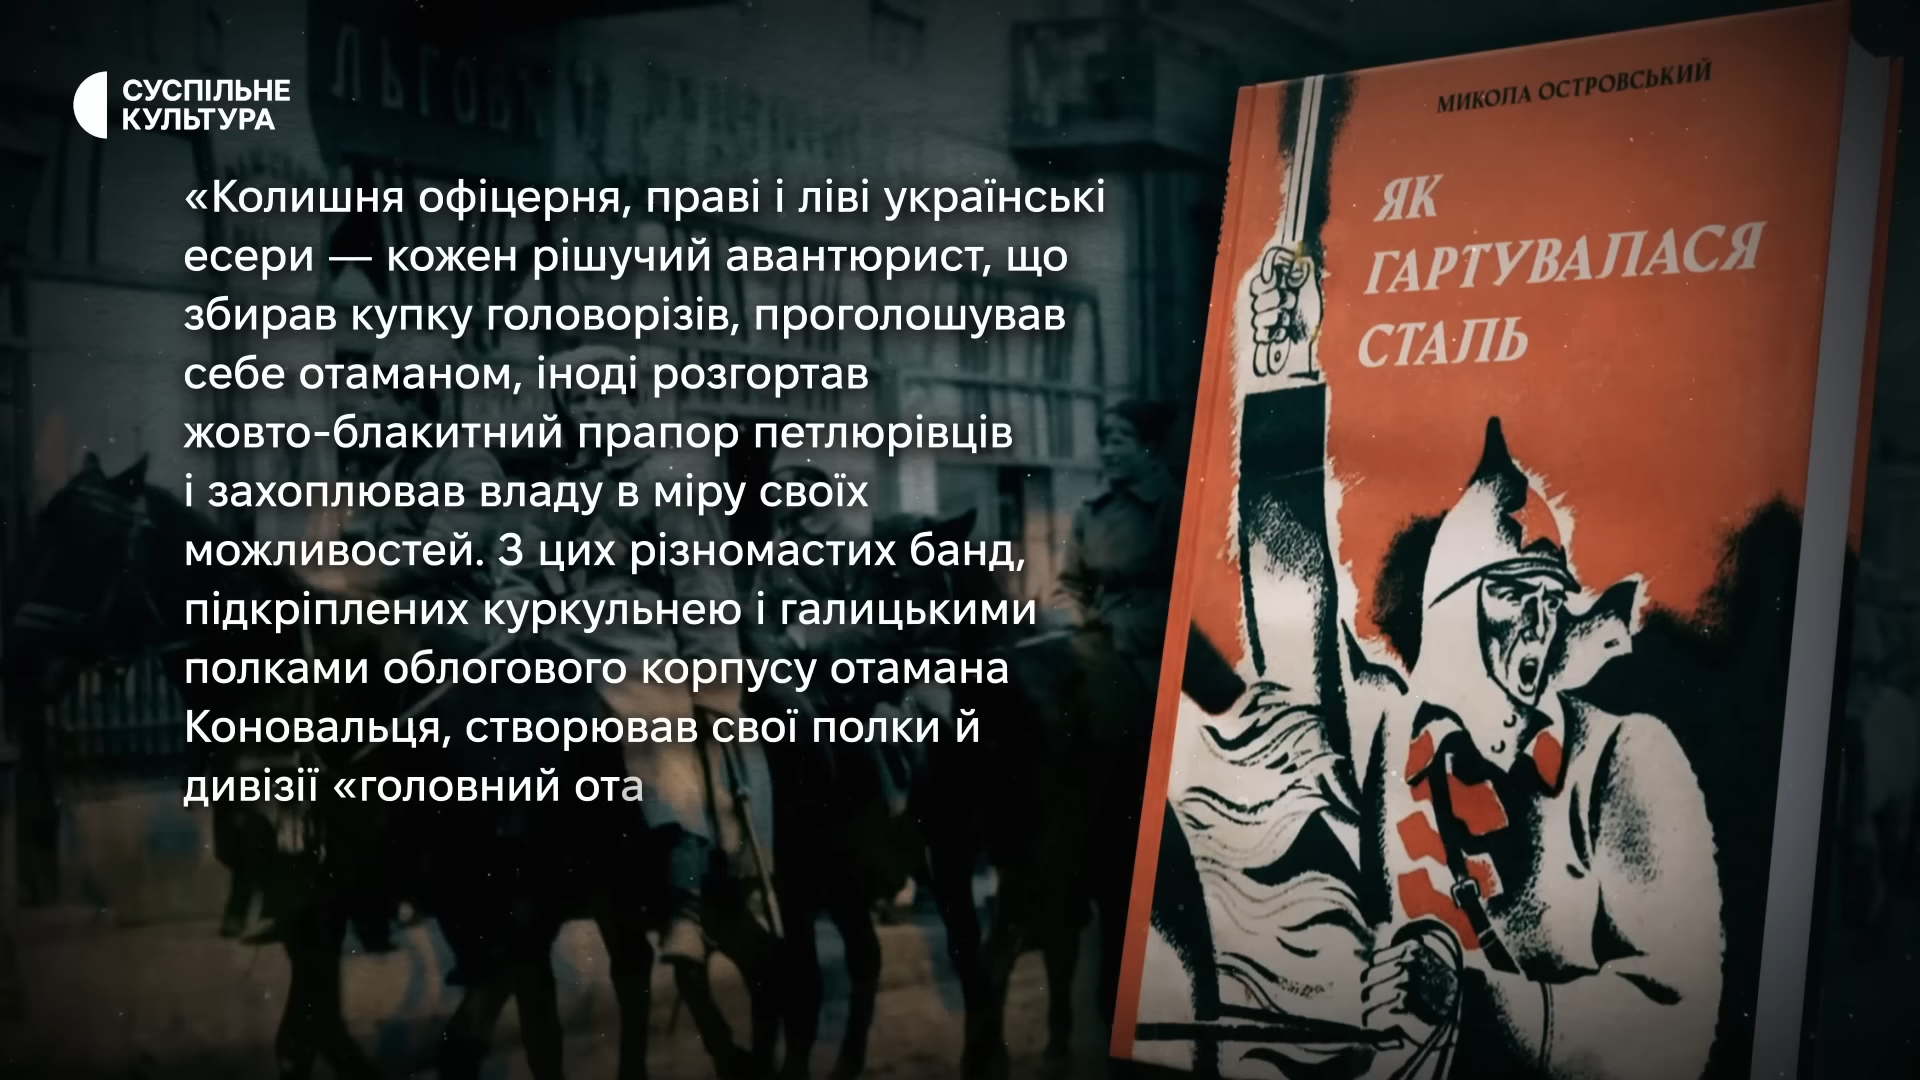 СУСПІЛЬНЕ
КУЛЬТУРА
«Колишня офіцерня, праві і ліві українські
есери — кожен рішучий авантюрист, що
збирав купку головорізів, проголошував
себе отаманом, іноді розгортав
жовто-блакитний прапор петлюрівців
і захоплював владу в міру своїх
можливостей. З цих різномастих банд,
підкріплених куркульнею і галицькими
полками облогового корпусу отамана
Коновальця, створював свої полки й
дивізії «головний ота
МИКОЛА ОСТРОВСЬКИЙ
ЯК
ГАРТУВАЛАСЯ
СТАЛЬ